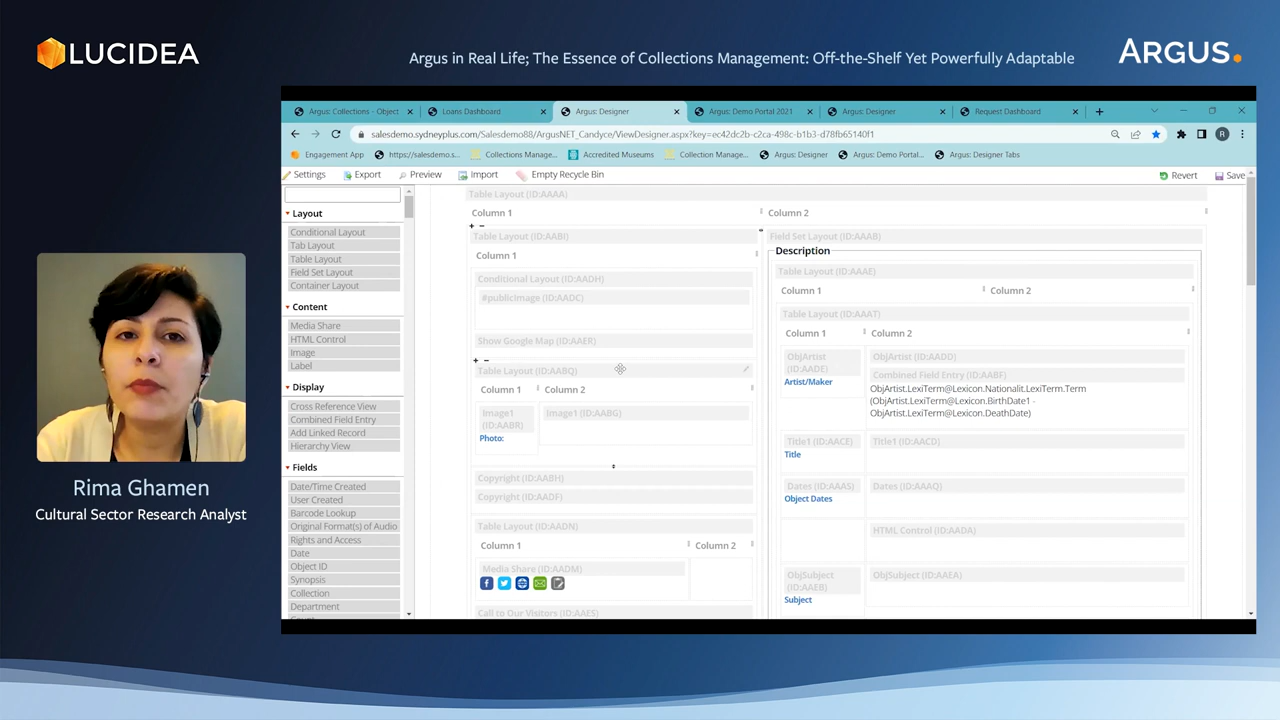 LUCIDEA
Argus in Real Life; The Essence of Collections Management: Off-the-Shelf Yet Powerfully Adaptable
ARGUS.
Argus: Collections - Object
Loans Dashboard
Argus: Designer
Argus: Demo Portal 2021
Argus: Designer
Request Dashboard
salesdemo.sydneyplus.com/Salesdemo88/ArgusNET_Candyce/ViewDesigner.aspx?key=ec42dc2b-c2ca-498c-b1b3-d78fb65140f1
R
Engagement App
https://salesdemo.s...
Collections Manage...
Accredited Museums
Collection Manage...
Argus: Designer
Argus: Demo Portal...
Argus: Designer Tabs
Settings
Export
Preview
Import
Empty Recycle Bin
Revert
Save
Layout
Conditional Layout
Tab Layout
Table Layout
Field Set Layout
Container Layout
Content
Media Share
HTML Control
Image
Label
Display
Cross Reference View
Combined Field Entry
Add Linked Record
Hierarchy View
Fields
Date/Time Created
User Created
Barcode Lookup
Original Format(s) of Audio
Rights and Access
Date
Object ID
Synopsis
Collection
Department
Table Layout (ID:AAAA)
Column 1
Column 2
Table Layout (ID:AABI)
Column 1
Conditional Layout (ID:AADH)
#publicImage (ID:AADC)
Show Google Map (ID:AAER)
Table Layout (ID:AABQ)
Column 1
Column 2
Image1
(ID:AABR)
Photo:
Image1 (ID:AABG)
Copyright (ID:AABH)
Copyright (ID:AADF)
Table Layout (ID:AADN)
Column 1
Column 2
Media Share (ID:AADM)
Call to Our Visitors (ID:AAES)
Field Set Layout (ID:AAAB)
Description
Table Layout (ID:AAAE)
Column 1
Column 2
Table Layout (ID:AAAT)
Column 1
Column 2
ObjArtist
(ID:AADE)
Artist/Maker
ObjArtist (ID:AADD)
Combined Field Entry (ID:AABF)
ObjArtist.LexiTerm@Lexicon.Nationalit.LexiTerm.Term
(ObjArtist.LexiTerm@Lexicon.BirthDate1 -
ObjArtist.LexiTerm@Lexicon.DeathDate)
Title1 (ID:AACE)
Title
Title1 (ID:AACD)
Dates (ID:AAAS)
Object Dates
Dates (ID:AAAQ)
HTML Control (ID:AADA)
ObjSubject
(ID:AAEB)
Subject
ObjSubject (ID:AAEA)
Rima Ghamen
Cultural Sector Research Analyst